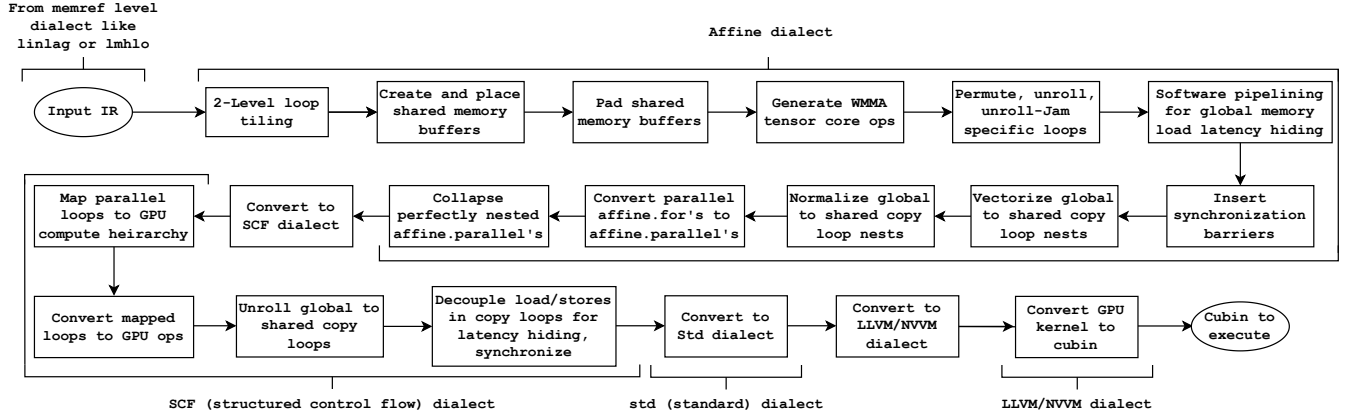 From memref level
dialect like
linlag or lmhlo
Affine dialect
Input IR
2-Level loop
tiling
Create and place
shared memory
buffers
Pad shared
memory buffers
Generate WMMA
tensor core ops
Permute, unroll,
unroll-Jam
specific loops
Software pipelining
for global memory
load latency hiding
Map parallel
loops to GPU
compute heirarchy
Convert to
SCF dialect
Collapse
perfectly nested
affine.parallel's
Convert parallel
affine.for's to
affine.parallel's
Normalize global
to shared copy
loop nests
Vectorize global
to shared copy
loop nests
Insert
synchronization
barriers
Convert mapped
loops to GPU ops
Unroll global to
shared copy
loops
Decouple load/stores
in copy loops for
latency hiding,
synchronize
Convert to
Std dialect
Convert to
LLVM/NVVM
dialect
Convert GPU
kernel to
cubin
Cubin to
execute
SCF (structured control flow) dialect
std (standard) dialect
LLVM/NVVM dialect